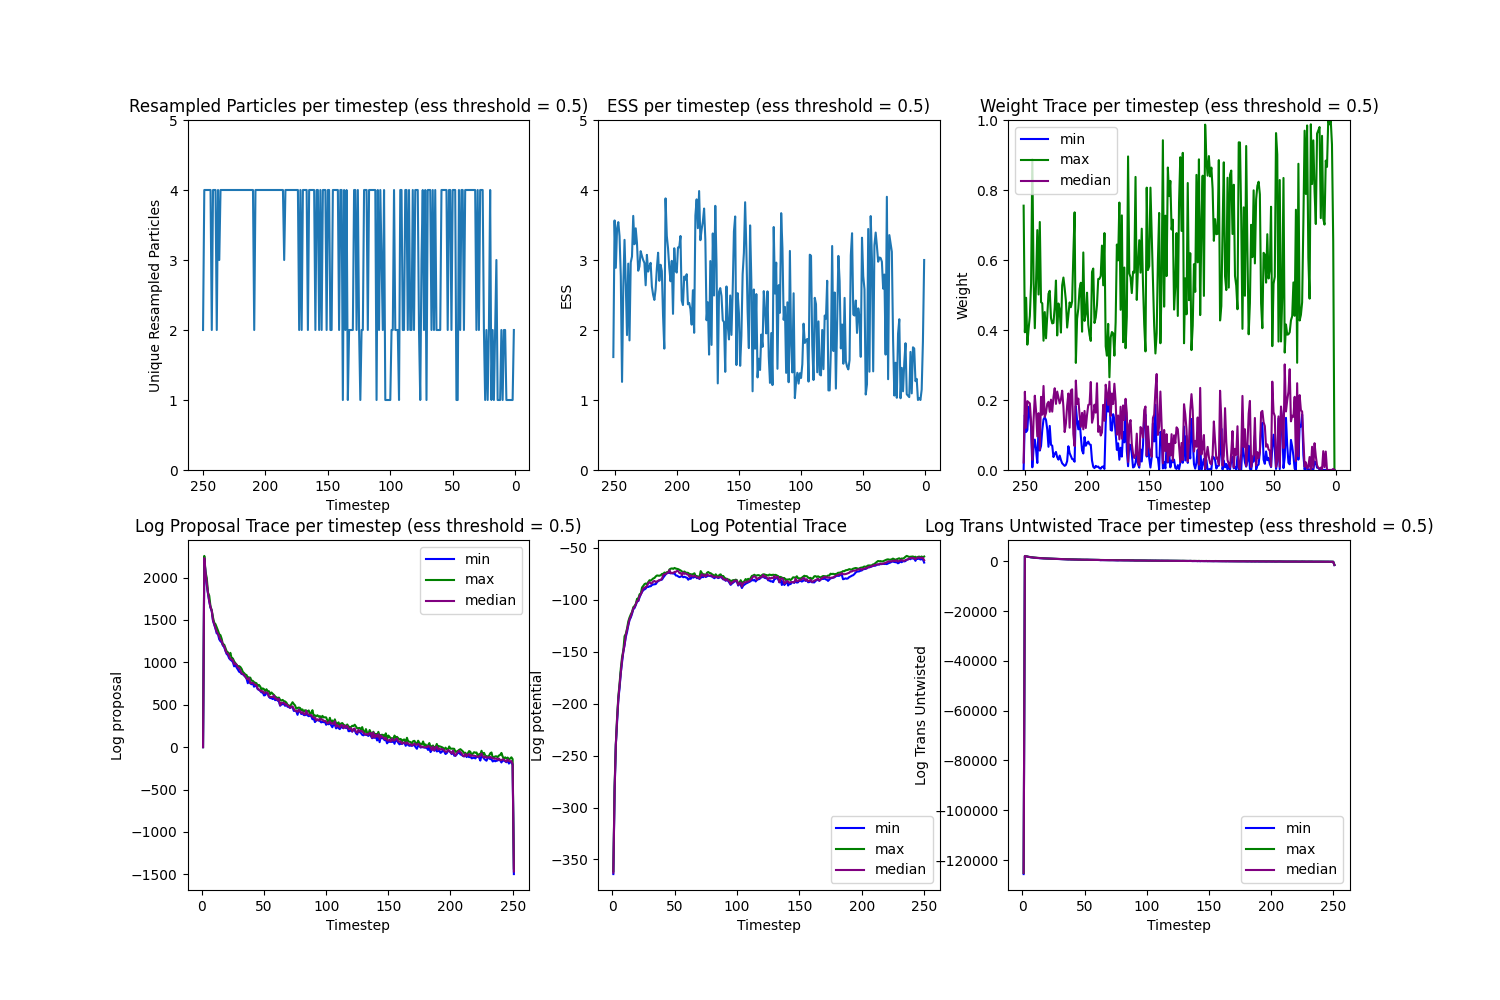 Resampled Particles per timestep (ess threshold = 0.5)
5
4
3
2
1
0
Unique Resampled Particles
250 200 150 100 50 0
Timestep
ESS per timestep (ess threshold = 0.5)
5
4
3
2
1
0
ESS
250 200 150 100 50 0
Timestep
Weight Trace per timestep (ess threshold = 0.5)
min
max
median
1.0
0.8
0.6
0.4
0.2
0.0
Weight
250 200 150 100 50 0
Timestep
Log Proposal Trace per timestep (ess threshold = 0.5)
min
max
median
2000
1500
1000
500
0
−500
−1000
−1500
Log proposal
0 50 100 150 200 250
Timestep
Log Potential Trace
−50
−100
−150
−200
−250
−300
−350
Log potential
min
max
median
0 50 100 150 200 250
Timestep
Log Trans Untwisted Trace per timestep (ess threshold = 0.5)
0
−20000
−40000
−60000
−80000
−100000
−120000
Log Trans Untwisted
min
max
median
0 50 100 150 200 250
Timestep